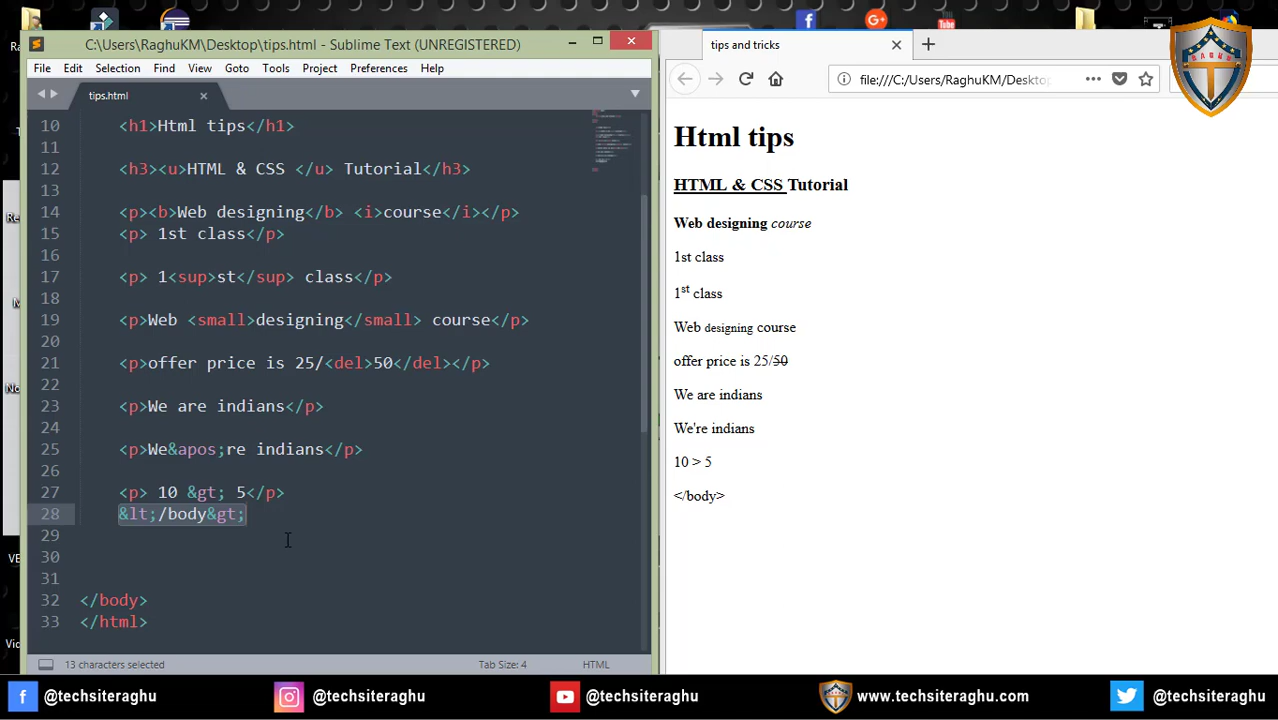 C:\Users\RaghuKM\Desktop\tips.html - Sublime Text (UNREGISTERED)
File Edit Selection Find View Goto Tools Project Preferences Help
tips.html
10 <h1>Html tips</h1>
11
12 <h3><u>HTML & CSS </u> Tutorial</h3>
13
14 <p><b>Web designing</b> <i>course</i></p>
15 <p> 1st class</p>
16
17 <p> 1<sup>st</sup> class</p>
18
19 <p>Web <small>designing</small> course</p>
20
21 <p>offer price is 25/<del>50</del></p>
22
23 <p>We are indians</p>
24
25 <p>We&apos;re indians</p>
26
27 <p> 10 &gt; 5</p>
28 &lt;/body&gt;
29
30
31
32 </body>
33 </html>
13 characters selected
Tab Size: 4
HTML
tips and tricks
file:///C:/Users/RaghuKM/Desktop
Html tips
HTML & CSS Tutorial
Web designing course
1st class
1st class
Web designing course
offer price is 25/50
We are indians
We're indians
10 > 5
</body>
@techsiteraghu
@techsiteraghu
@techsiteraghu
www.techsiteraghu.com
@techsiteraghu